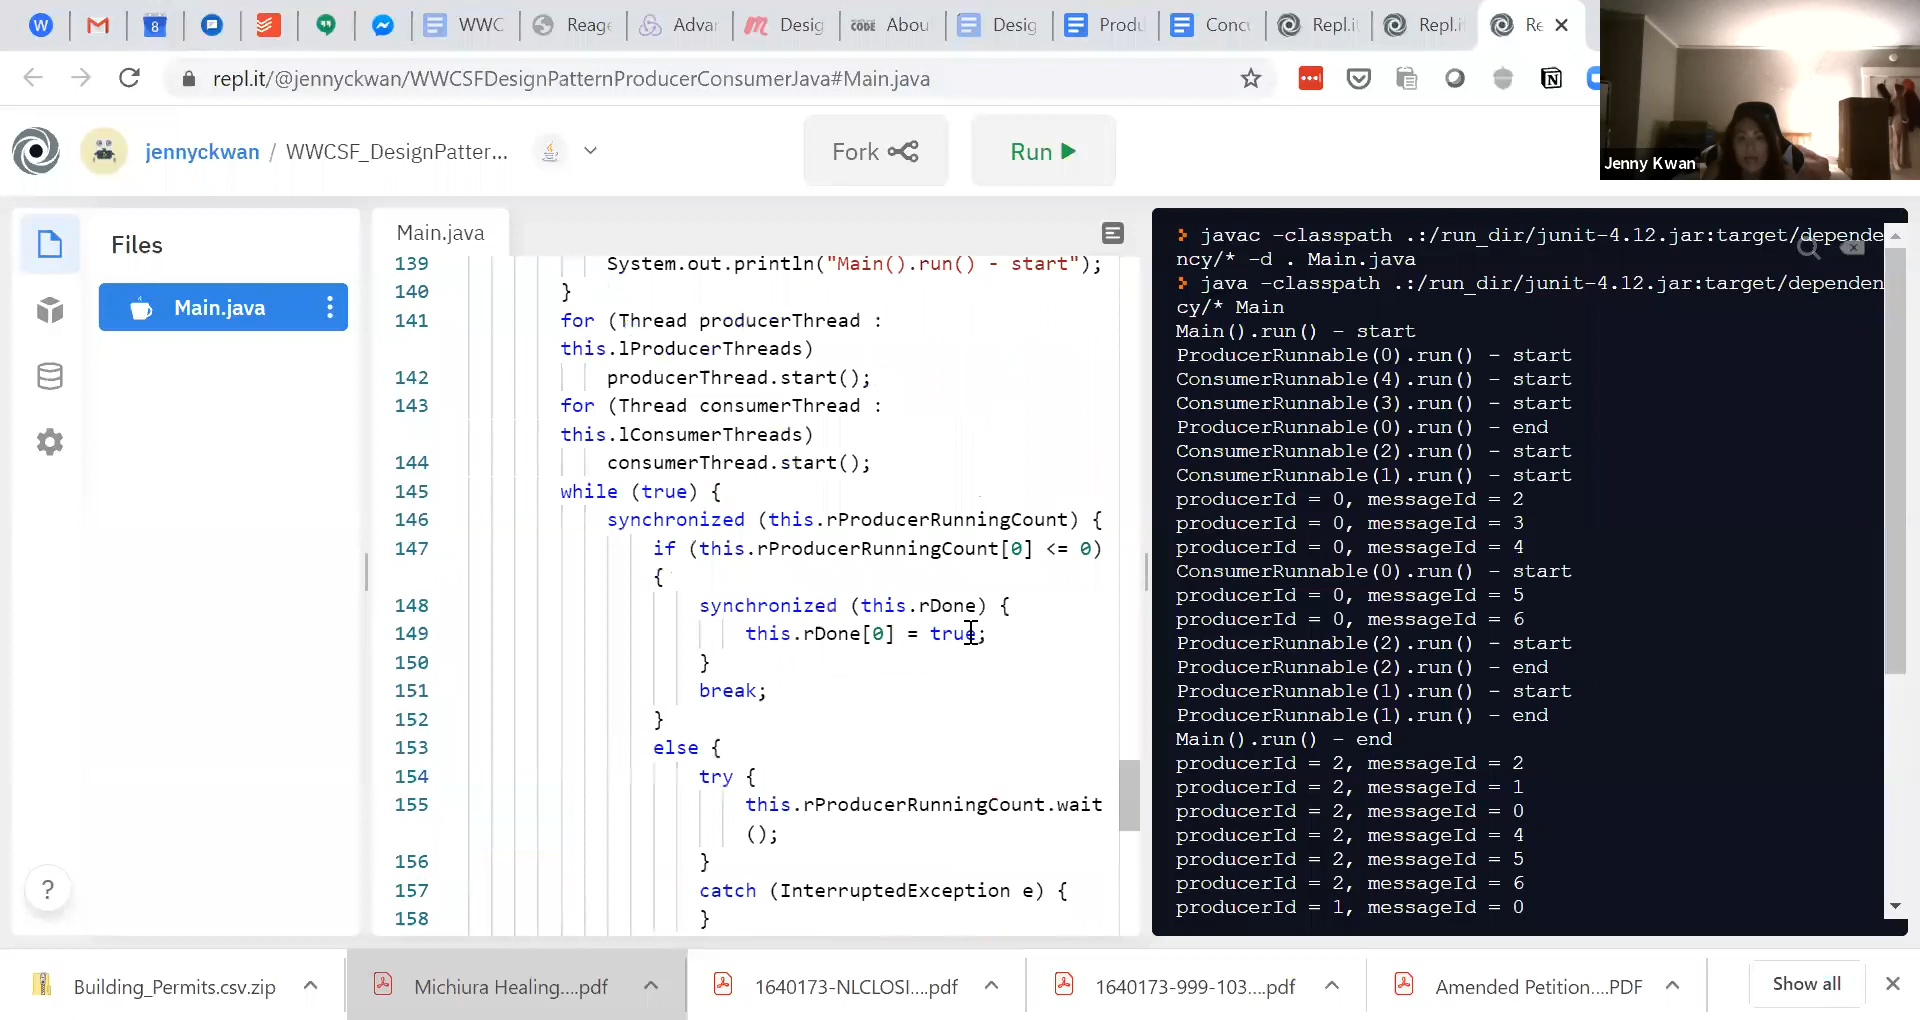 WWC
Reage
Advar
Desig
CODE Abou
Desig
Produ
Concu
Repl.it
Repl.it
Re
repl.it/@jennyckwan/WWCSFDesignPatternProducerConsumerJava#Main.java
jennyckwan / WWCSF_DesignPatter...
Fork
Run
Jenny Kwan
Files
Main.java
Main.java
139 System.out.println("Main().run() - start");
140 }
141 for (Thread producerThread :
this.lProducerThreads)
142 producerThread.start();
143 for (Thread consumerThread :
this.lConsumerThreads)
144 consumerThread.start();
145 while (true) {
146 synchronized (this.rProducerRunningCount) {
147 if (this.rProducerRunningCount[0] <= 0)
{
148 synchronized (this.rDone) {
149 this.rDone[0] = true;
150 }
151 break;
152 }
153 else {
154 try {
155 this.rProducerRunningCount.wait
();
156 }
157 catch (InterruptedException e) {
158 }
javac -classpath .:/run_dir/junit-4.12.jar:target/depende
ncy/* -d . Main.java
java -classpath .:/run_dir/junit-4.12.jar:target/dependen
cy/* Main
Main().run() - start
ProducerRunnable(0).run() - start
ConsumerRunnable(4).run() - start
ConsumerRunnable(3).run() - start
ProducerRunnable(0).run() - end
ConsumerRunnable(2).run() - start
ConsumerRunnable(1).run() - start
producerId = 0, messageId = 2
producerId = 0, messageId = 3
producerId = 0, messageId = 4
ConsumerRunnable(0).run() - start
producerId = 0, messageId = 5
producerId = 0, messageId = 6
ProducerRunnable(2).run() - start
ProducerRunnable(2).run() - end
ProducerRunnable(1).run() - start
ProducerRunnable(1).run() - end
Main().run() - end
producerId = 2, messageId = 2
producerId = 2, messageId = 1
producerId = 2, messageId = 0
producerId = 2, messageId = 4
producerId = 2, messageId = 5
producerId = 2, messageId = 6
producerId = 1, messageId = 0
Building_Permits.csv.zip
Michiura Healing....pdf
1640173-NLCLOSI....pdf
1640173-999-103....pdf
Amended Petition....PDF
Show all